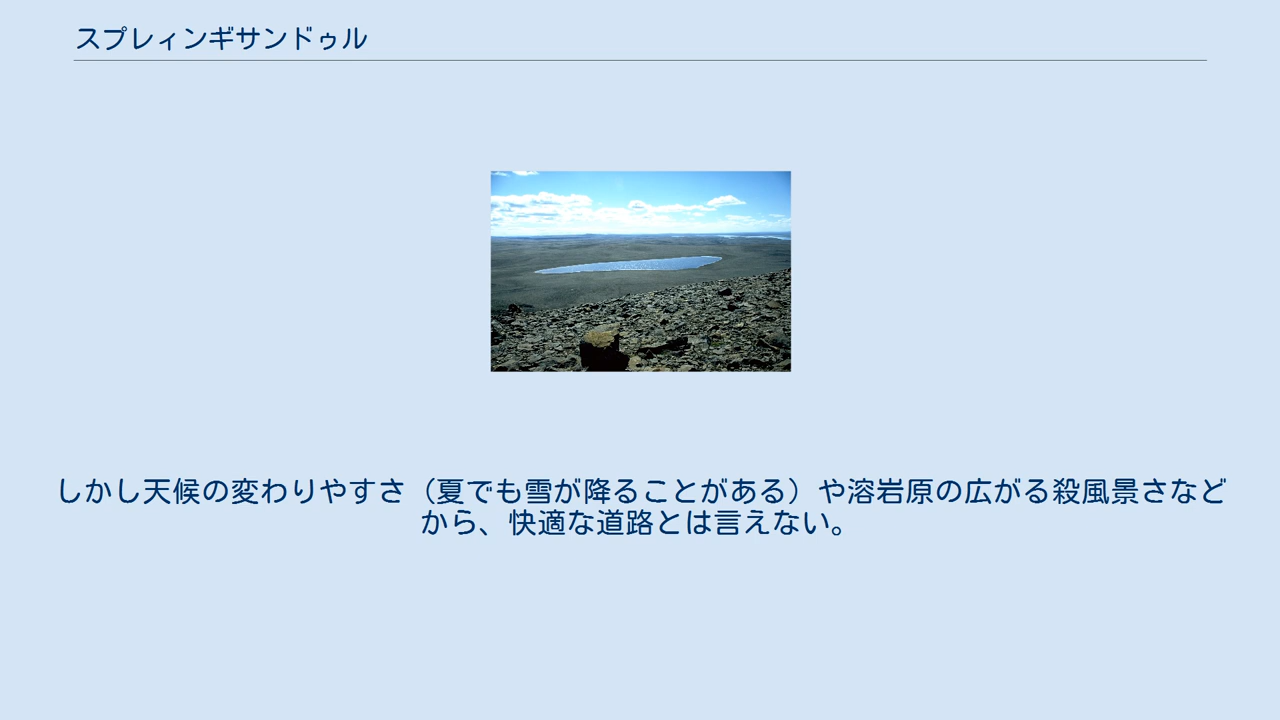 スプレィンギサンドゥル
しかし天候の変わりやすさ（夏でも雪が降ることがある）や溶岩原の広がる殺風景さなど
から、快適な道路とは言えない。